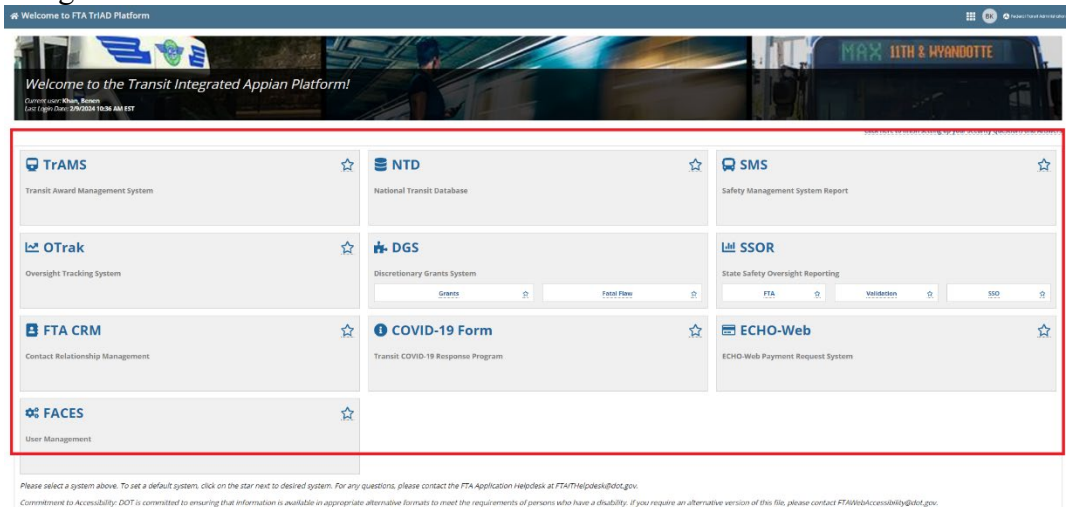 Welcome to FTA TrIAD Platform
BK
Federal Transit Administration
MAX 11TH & WYANDOTTE
Welcome to the Transit Integrated Appian Platform!
Current user: Khan, Benen
Last Login Date: 2/9/2024 10:36 AM EST
TrAMS
Transit Award Management System
NTD
National Transit Database
SMS
Safety Management System Report
OTrak
Oversight Tracking System
DGS
Discretionary Grants System
Grants
Fatal Flaw
SSOR
State Safety Oversight Reporting
FTA
Validation
SSO
FTA CRM
Contact Relationship Management
COVID-19 Form
Transit COVID-19 Response Program
ECHO-Web
ECHO-Web Payment Request System
FACES
User Management
Please select a system above. To set a default system, click on the star next to desired system. For any questions, please contact the FTA Application Helpdesk at FTAITHelpdesk@dot.gov.
Commitment to Accessibility: DOT is committed to ensuring that information is available in appropriate alternative formats to meet the requirements of persons who have a disability. If you require an alternative version of this file, please contact FTAWebAccessibility@dot.gov.